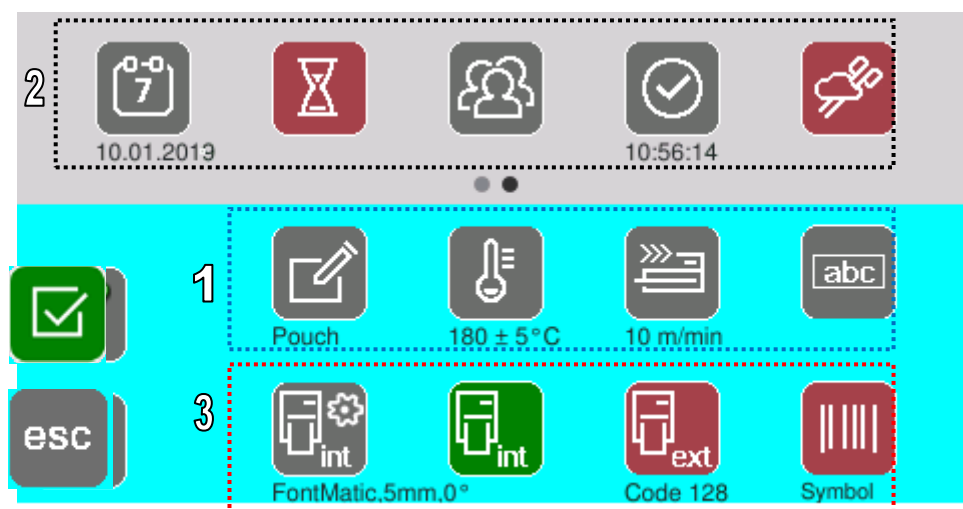 2
7
10.01.2019
10:56:14
1
abc
Pouch
180 ± 5°C
10 m/min
esc
3
int
int
ext
FontMatic,5mm,0°
Code 128
Symbol